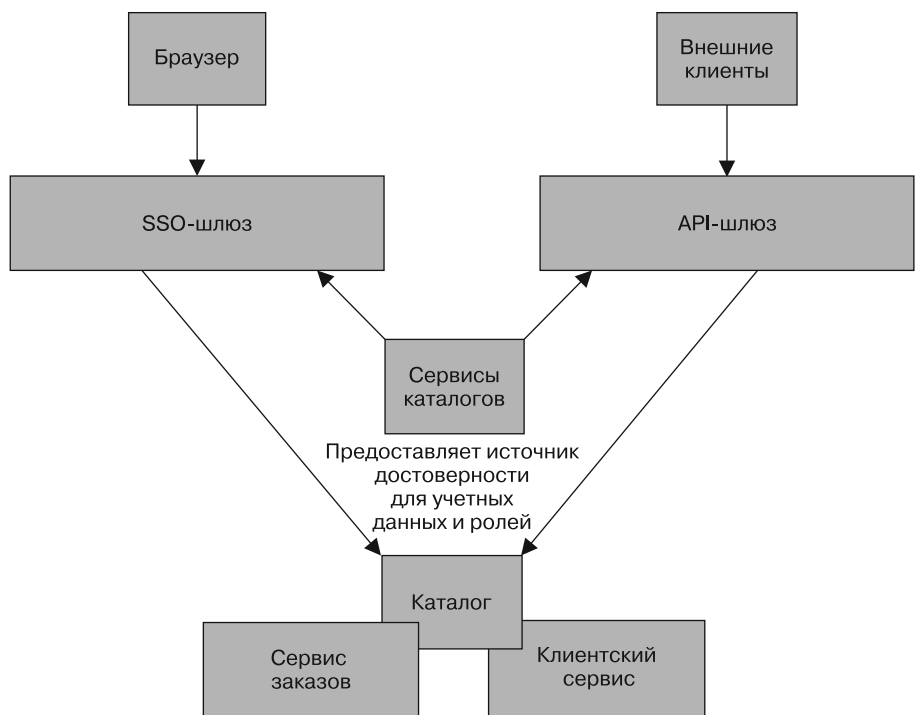 Браузер
Внешние
клиенты
SSO-шлюз
API-шлюз
Сервисы
каталогов
Предоставляет источник
достоверности
для учетных
данных и ролей
Каталог
Сервис
заказов
Клиентский
сервис